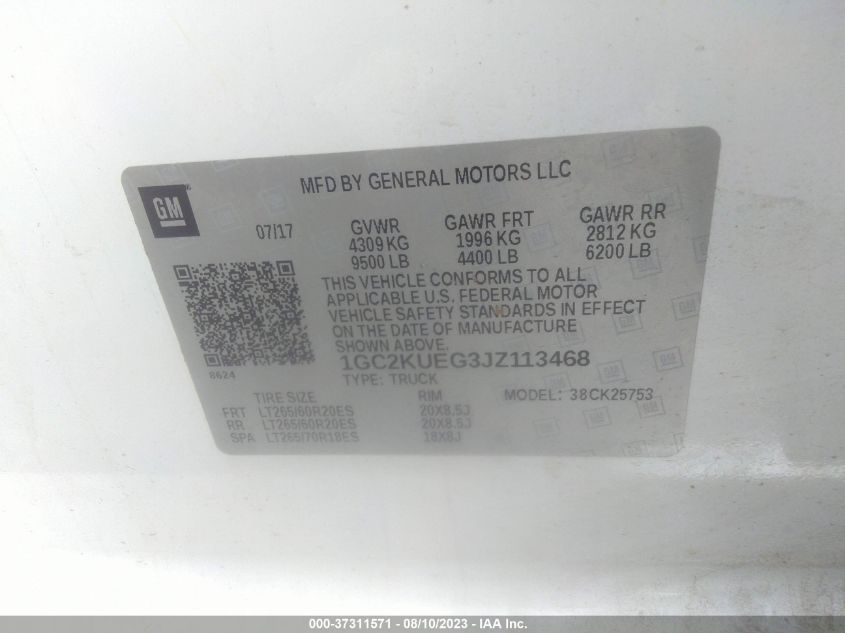 MFD BY GENERAL MOTORS LLC
GM
07/17
GVWR GAWR FRT GAWR RR
4309 KG 1996 KG 2812 KG
9500 LB 4400 LB 6200 LB
THIS VEHICLE CONFORMS TO ALL
APPLICABLE U.S. FEDERAL MOTOR
VEHICLE SAFETY STANDARDS IN EFFECT
ON THE DATE OF MANUFACTURE
SHOWN ABOVE.
8624
1GC2KUEG3JZ113468
TYPE: TRUCK
MODEL: 38CK25753
TIRE SIZE RIM
FRT LT265/60R20ES 20X8.5J
RR LT265/60R20ES 20X8.5J
SPA LT265/70R18ES 18X8J
000-37311571 - 08/10/2023 - IAA Inc.